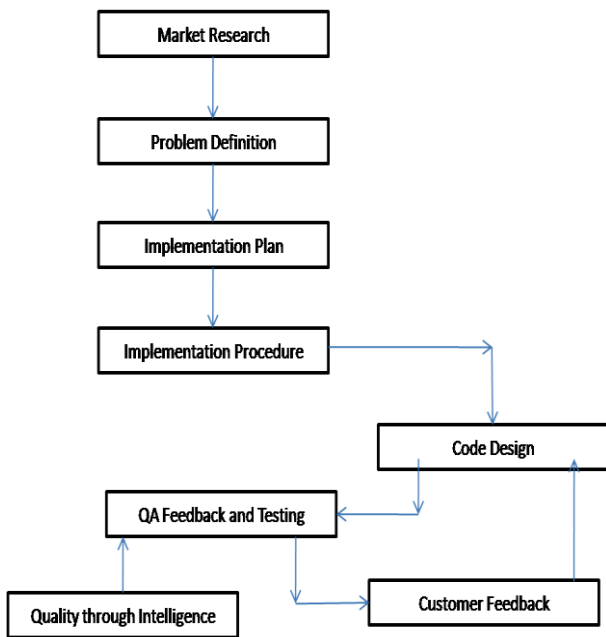 Market Research
Problem Definition
Implementation Plan
Implementation Procedure
Code Design
QA Feedback and Testing
Customer Feedback
Quality through Intelligence